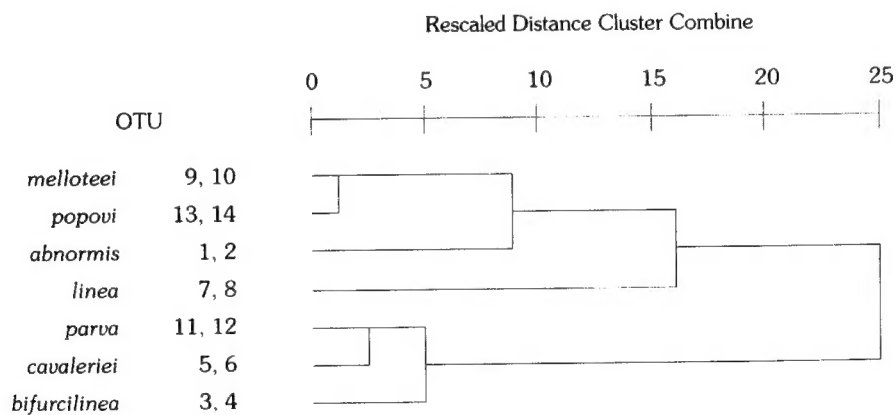 Rescaled Distance Cluster Combine
0 5 10 15 20 25
OTU
melloteei 9, 10
popovi 13, 14
abnormis 1, 2
linea 7, 8
parva 11, 12
cavaleriei 5, 6
bifurcilinea 3, 4